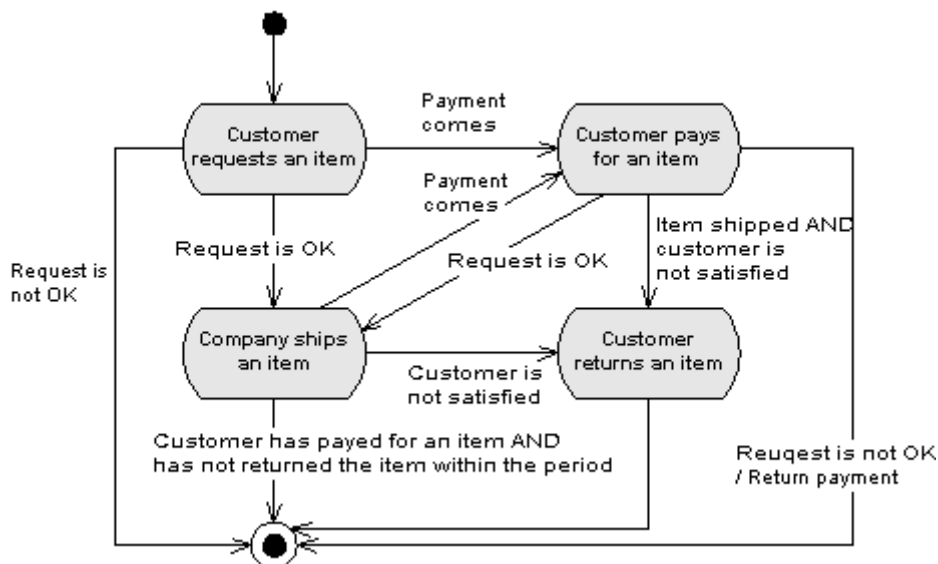 Customer
requests an item
Payment
comes
Customer pays
for an item
Payment
comes
Request is OK
Request is OK
Item shipped AND
customer is
not satisfied
Request is
not OK
Company ships
an item
Customer is
not satisfied
Customer
returns an item
Customer has payed for an item AND
has not returned the item within the period
Reuqest is not OK
/ Return payment